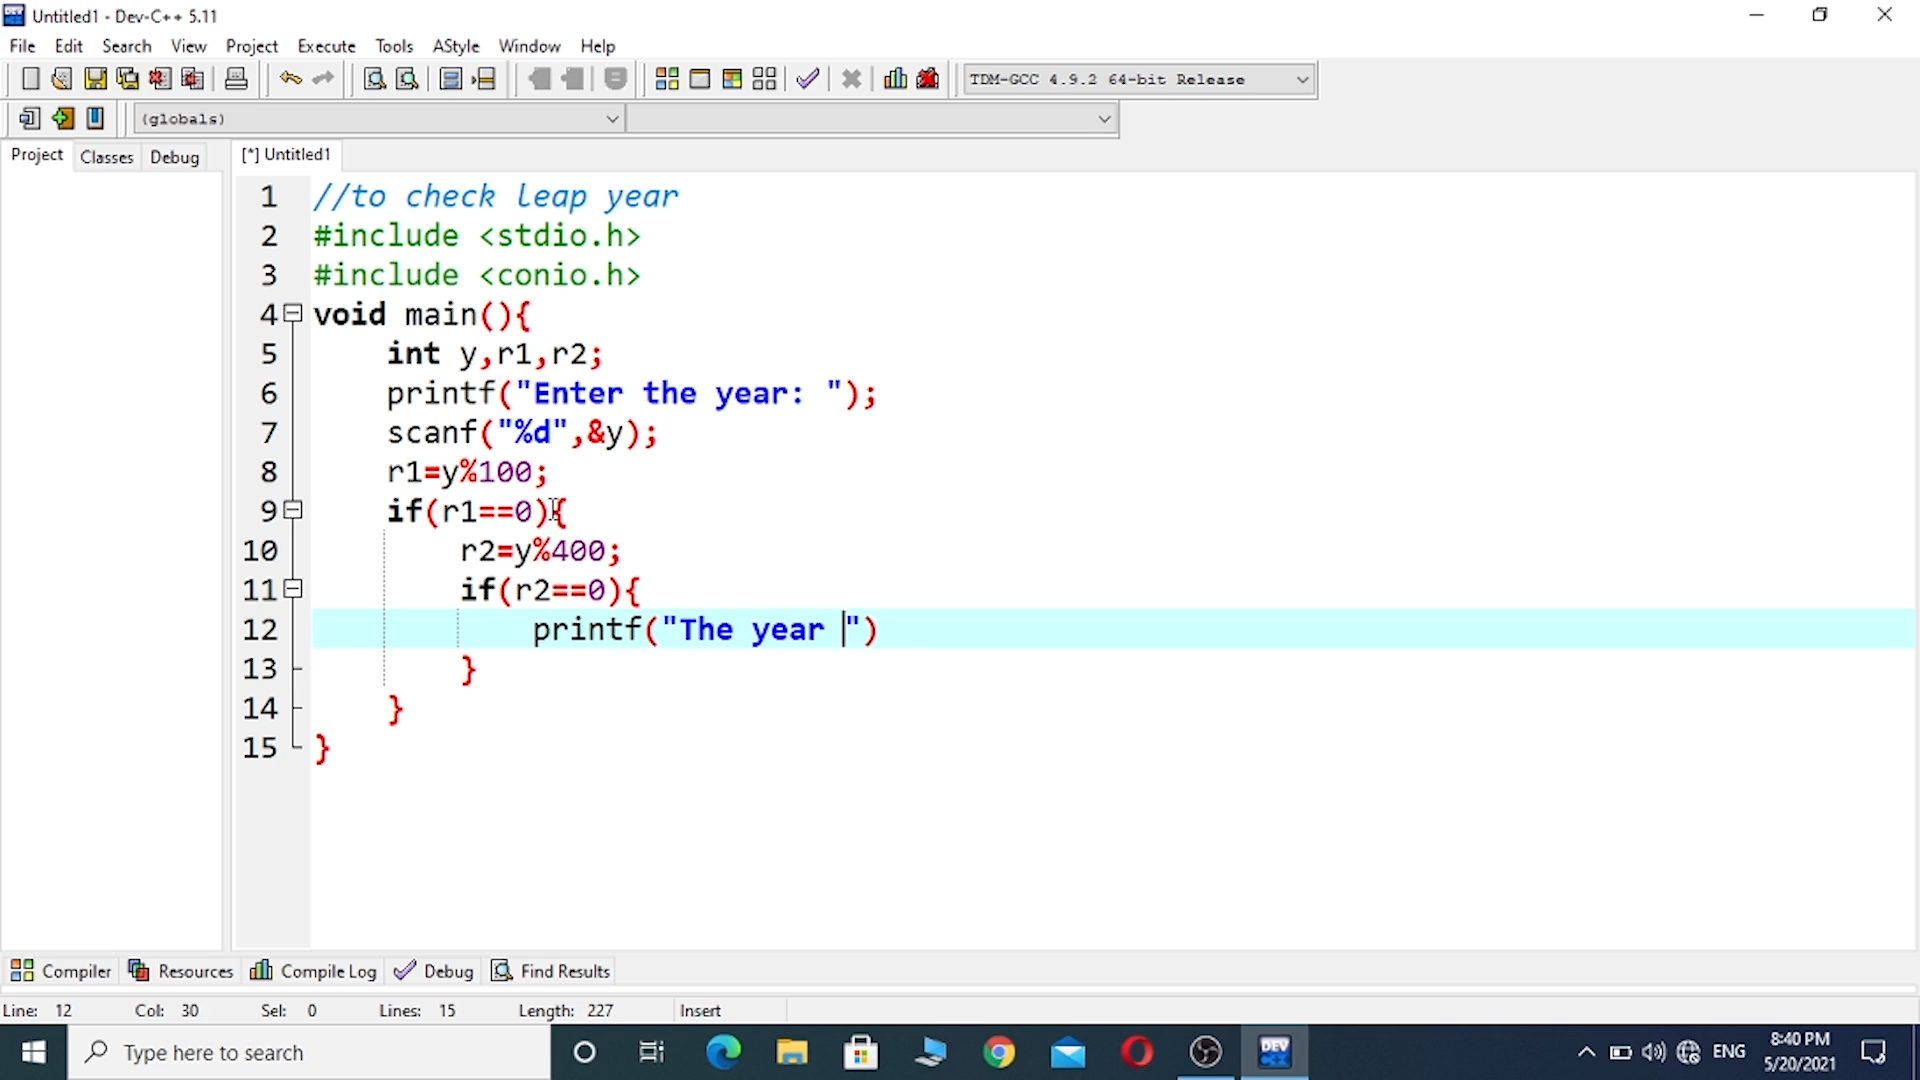 Untitled1 - Dev-C++ 5.11
File Edit Search View Project Execute Tools AStyle Window Help
TDM-GCC 4.9.2 64-bit Release
(globals)
Project Classes Debug [*] Untitled1
1 //to check leap year
2 #include <stdio.h>
3 #include <conio.h>
4 void main(){
5 int y,r1,r2;
6 printf("Enter the year: ");
7 scanf("%d",&y);
8 r1=y%100;
9 if(r1==0){
10 r2=y%400;
11 if(r2==0){
12 printf("The year ")
13 }
14 }
15 }
Compiler Resources Compile Log Debug Find Results
Line: 12 Col: 30 Sel: 0 Lines: 15 Length: 227 Insert
Type here to search
DEV
ENG
8:40 PM
5/20/2021